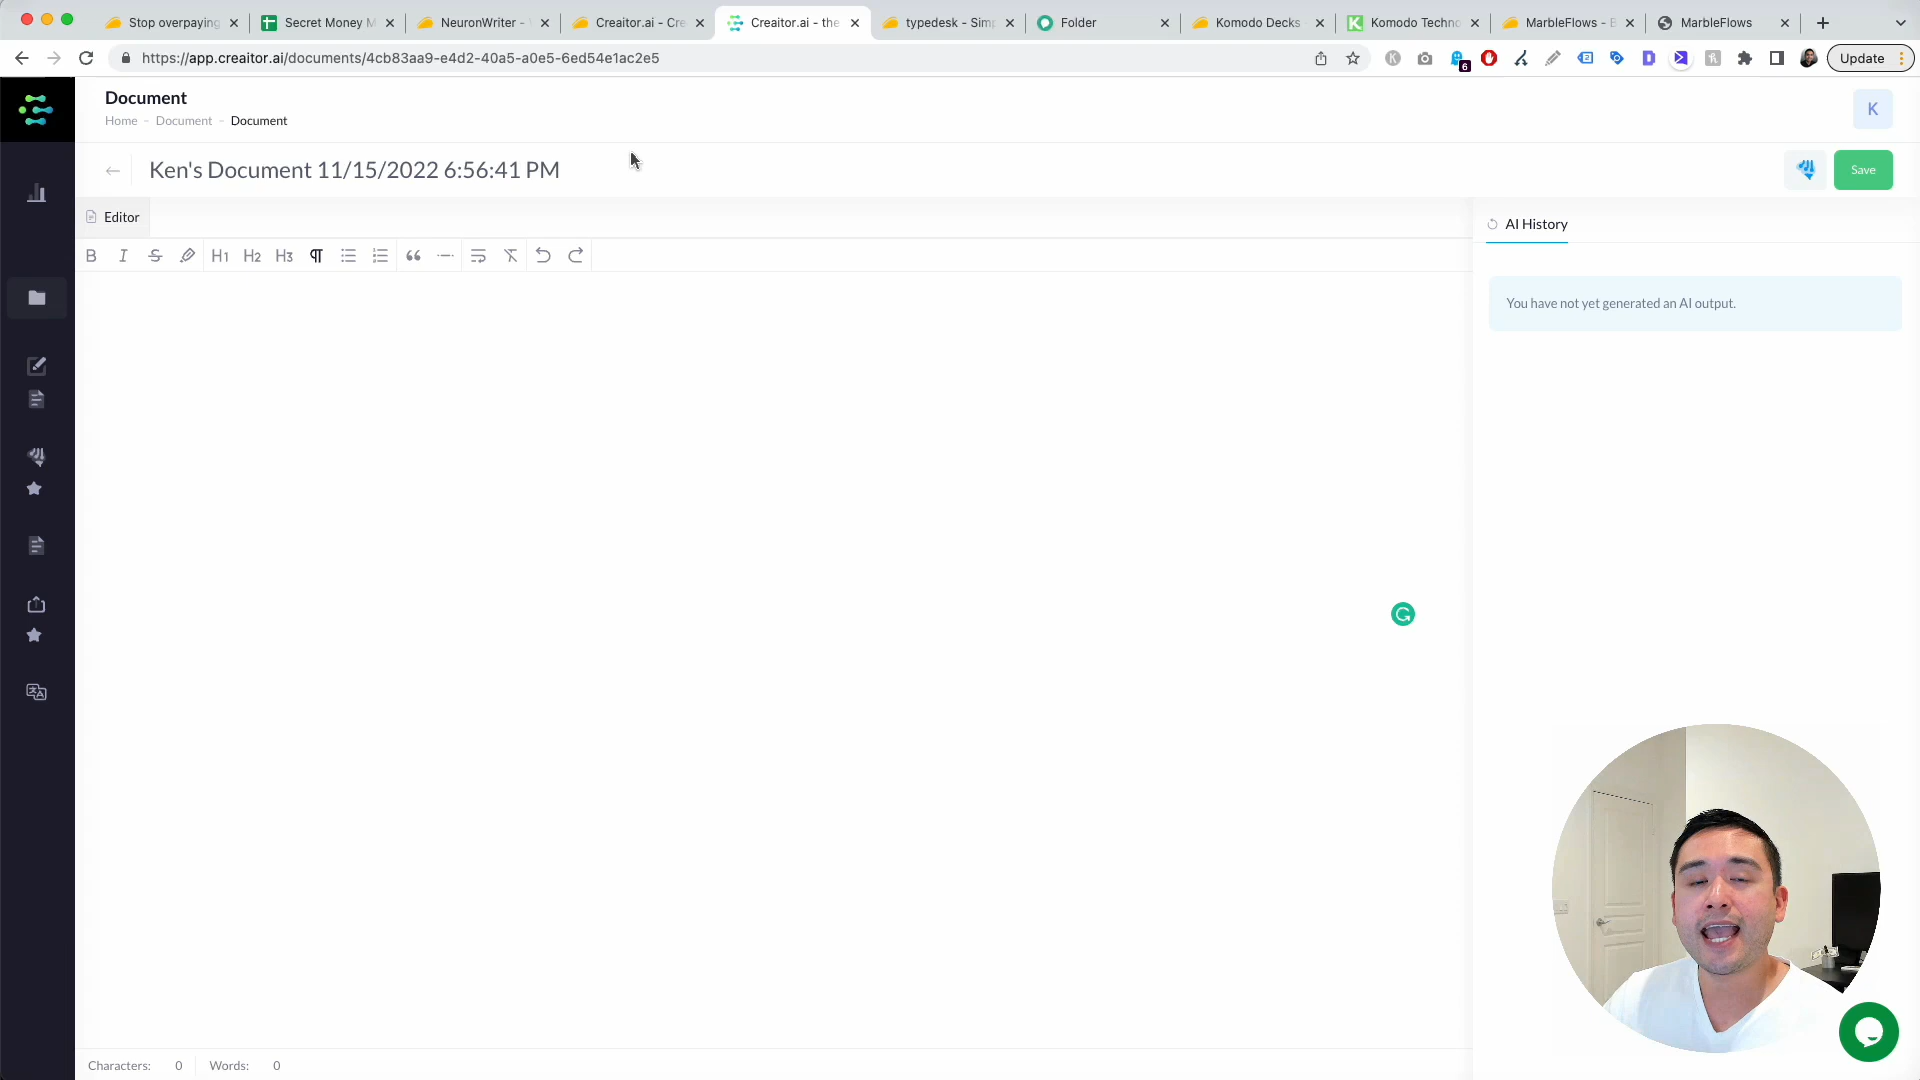 Stop overpaying
Secret Money M
NeuronWriter -
Creaitor.ai - Cre
Creaitor.ai - the
typedesk - Simp
Folder
Komodo Decks
Komodo Techno
MarbleFlows - E
MarbleFlows
https://app.creaitor.ai/documents/4cb83aa9-e4d2-40a5-a0e5-6ed54e1ac2e5
6
Update
Document
Home - Document - Document
K
Ken's Document 11/15/2022 6:56:41 PM
Save
Editor
AI History
B I S H1 H2 H3
You have not yet generated an AI output.
Characters: 0 Words: 0